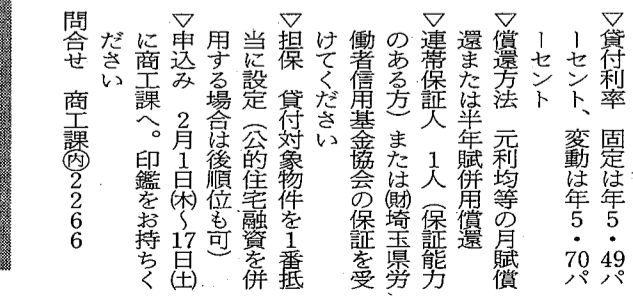 ▽貸付利率　固定は年5・49パ
ーセント、変動は年5・70パ
ーセント
▽償還方法　元利均等の月賦償
還または半年賦併用償還
▽連帯保証人　1人（保証能力
のある方）または㈶埼玉県労
働者信用基金協会の保証を受
けてください
▽担保　貸付対象物件を1番抵
当に設定（公的住宅融資を併
用する場合は後順位も可）
▽申込み　2月1日㈭〜17日㈯
に商工課へ。印鑑をお持ちく
ださい
問合せ　商工課㋥2266